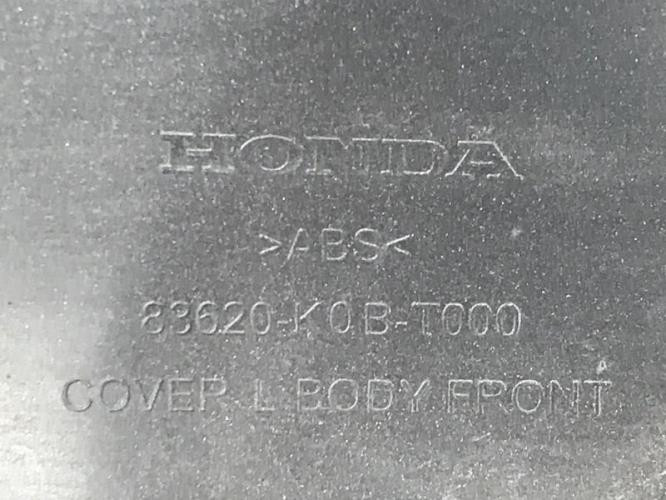 HONDA
>ABS<
83620-K0B-T000
COVER L BODY FRONT